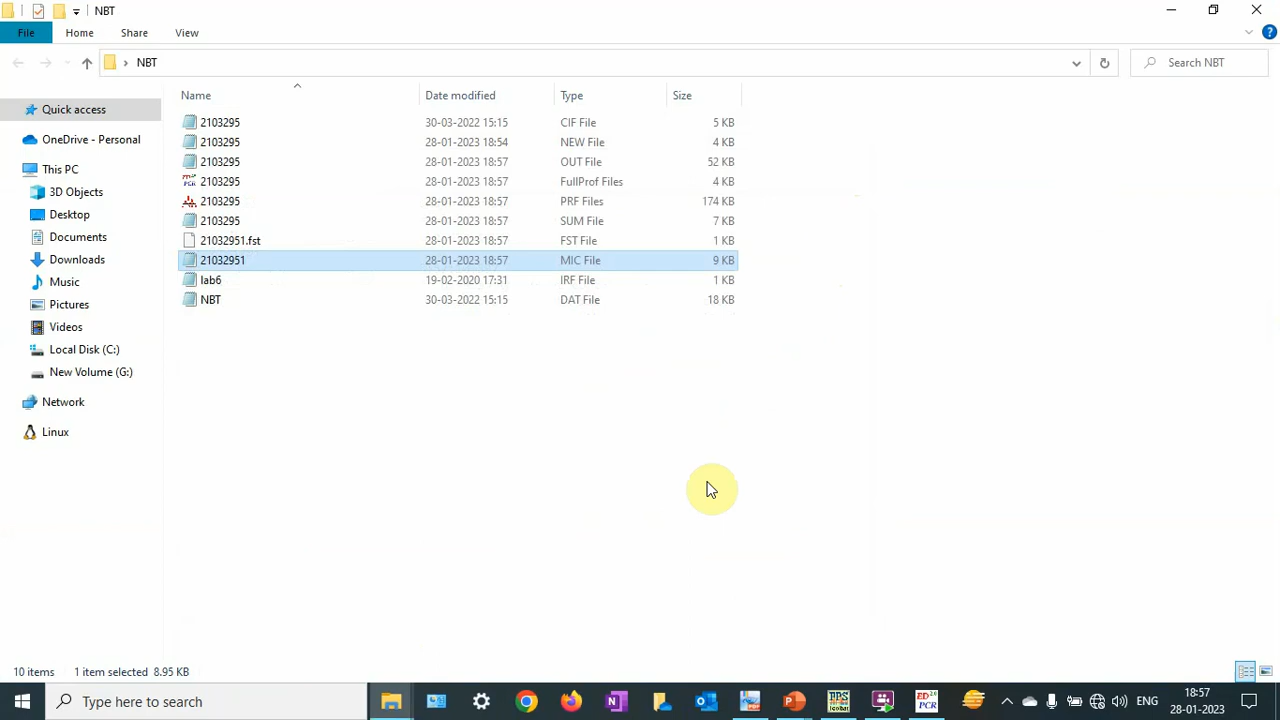 NBT
File Home Share View
NBT Search NBT
Name Date modified Type Size
Quick access
OneDrive - Personal
This PC
3D Objects
Desktop
Documents
Downloads
Music
Pictures
Videos
Local Disk (C:)
New Volume (G:)
Network
Linux
2103295 30-03-2022 15:15 CIF File 5 KB
2103295 28-01-2023 18:54 NEW File 4 KB
2103295 28-01-2023 18:57 OUT File 52 KB
2103295 28-01-2023 18:57 FullProf Files 4 KB
2103295 28-01-2023 18:57 PRF Files 174 KB
2103295 28-01-2023 18:57 SUM File 7 KB
21032951.fst 28-01-2023 18:57 FST File 1 KB
21032951 28-01-2023 18:57 MIC File 9 KB
lab6 19-02-2020 17:31 IRF File 1 KB
NBT 30-03-2022 15:15 DAT File 18 KB
10 items 1 item selected 8.95 KB
Type here to search
ED PCR
ENG
18:57
28-01-2023